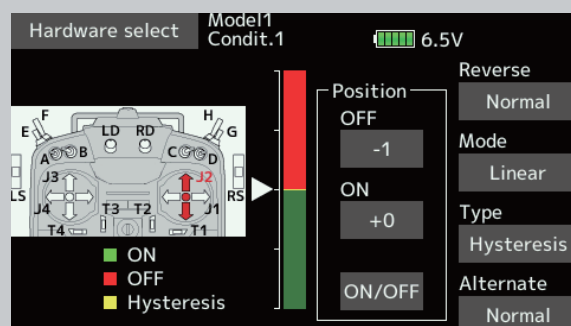 Hardware select
Model1
Condit.1
6.5V
F
H
E
G
LD RD
A B
C D
J3
J2
LS
RS
J4
T3 T2
J1
T4
T1
ON
OFF
Hysteresis
Position
OFF
-1
ON
+0
ON/OFF
Reverse
Normal
Mode
Linear
Type
Hysteresis
Alternate
Normal